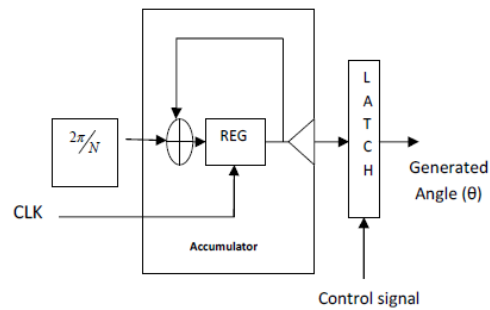 2π/N
REG
CLK
Accumulator
L
A
T
C
H
Generated
Angle (θ)
Control signal